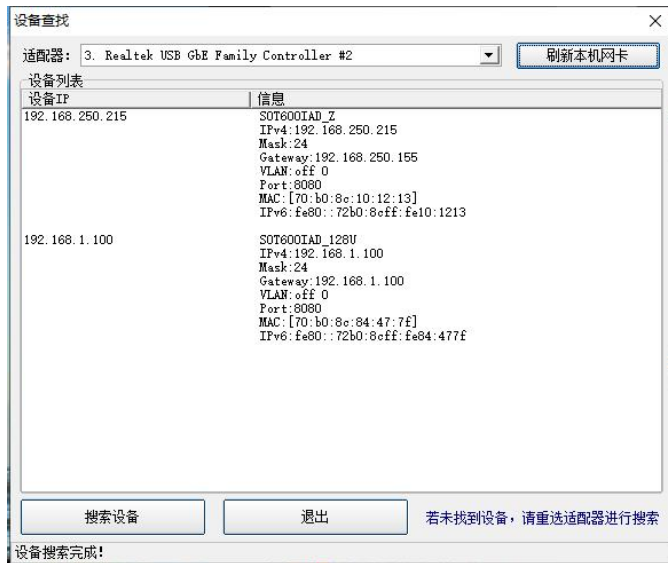 设备查找
适配器: 3. Realtek USB GbE Family Controller #2 刷新本机网卡
设备列表
设备IP 信息
192.168.250.215 SOT600IAD_Z
IPv4:192.168.250.215
Mask:24
Gateway:192.168.250.155
VLAN:off 0
Port:8080
MAC:[70:b0:8c:10:12:13]
IPv6:fe80::72b0:8cff:fe10:1213
192.168.1.100 SOT600IAD_128U
IPv4:192.168.1.100
Mask:24
Gateway:192.168.1.100
VLAN:off 0
Port:8080
MAC:[70:b0:8c:84:47:7f]
IPv6:fe80::72b0:8cff:fe84:477f
搜索设备 退出 若未找到设备，请重选适配器进行搜索
设备搜索完成!